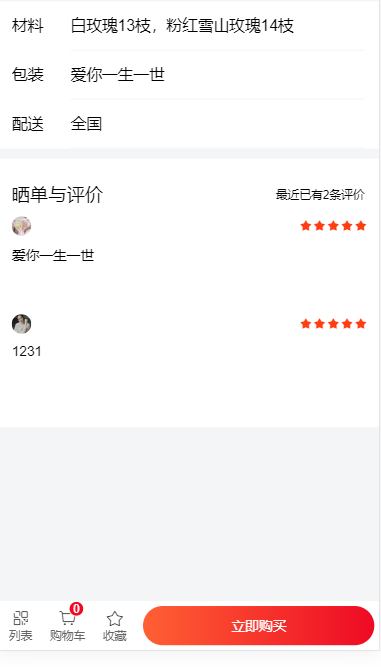 材料 白玫瑰13枝，粉红雪山玫瑰14枝
包装 爱你一生一世
配送 全国
晒单与评价 最近已有2条评价
爱你一生一世
1231
0
列表 购物车 收藏 立即购买